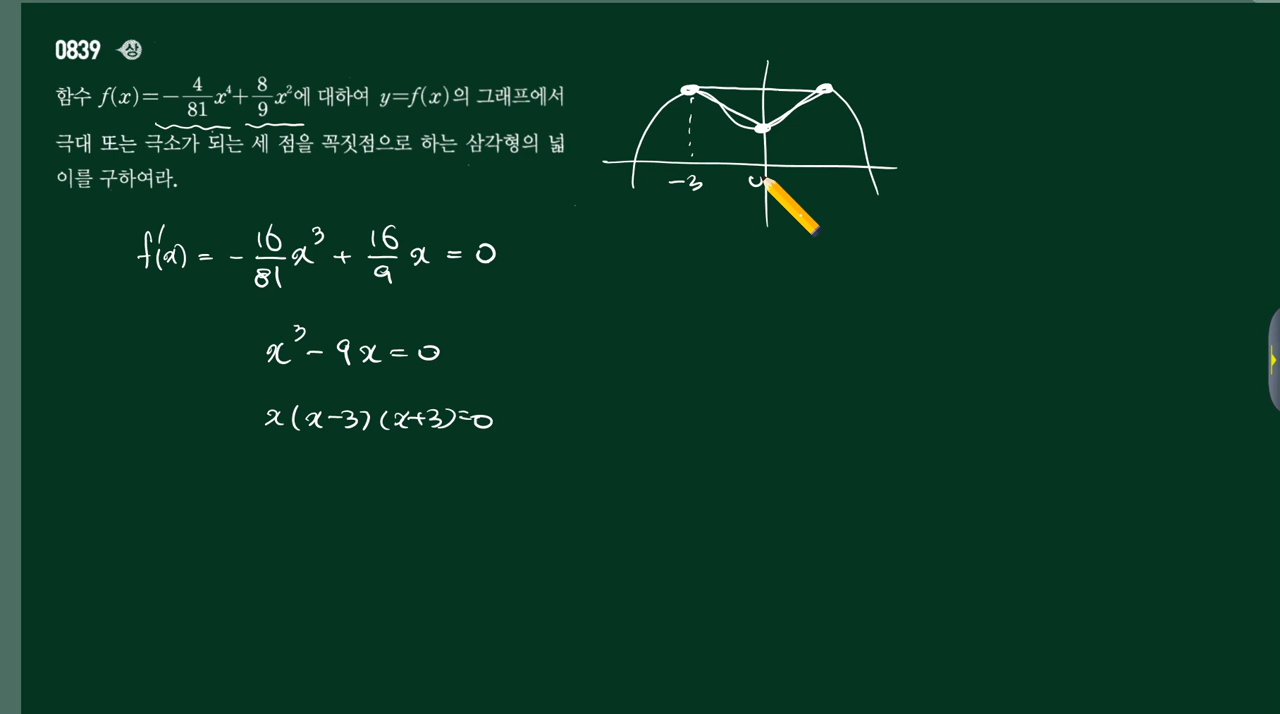 0839 상
함수 f(x)=-4/81x⁴+8/9x²에 대하여 y=f(x)의 그래프에서
극대 또는 극소가 되는 세 점을 꼭짓점으로 하는 삼각형의 넓
이를 구하여라.
f'(x) = - 16/81 x³ + 16/9 x = 0
x³ - 9x = 0
x(x-3)(x+3)=0
-3